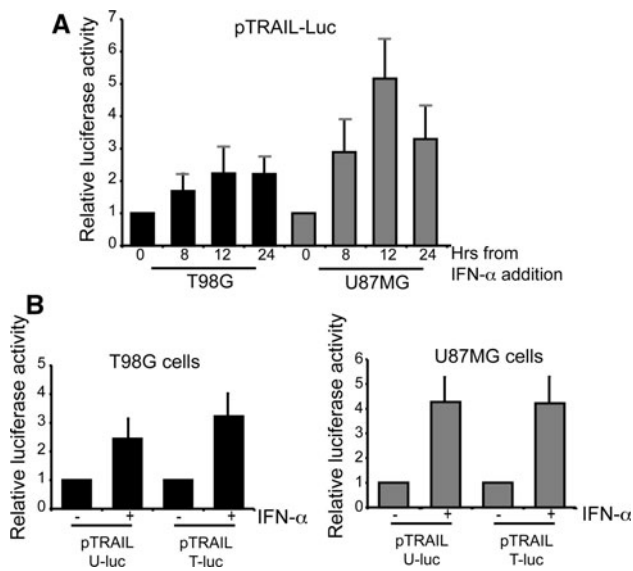 A
pTRAIL-Luc
Relative luciferase activity
7
6
5
4
3
2
1
0 8 12 24 0 8 12 24 Hrs from
T98G U87MG IFN-α addition
B
T98G cells
Relative luciferase activity
5
4
3
2
1
0
- + - + IFN-α
pTRAIL pTRAIL
U-luc T-luc
U87MG cells
Relative luciferase activity
6
5
4
3
2
1
0
- + - + IFN-α
pTRAIL pTRAIL
U-luc T-luc